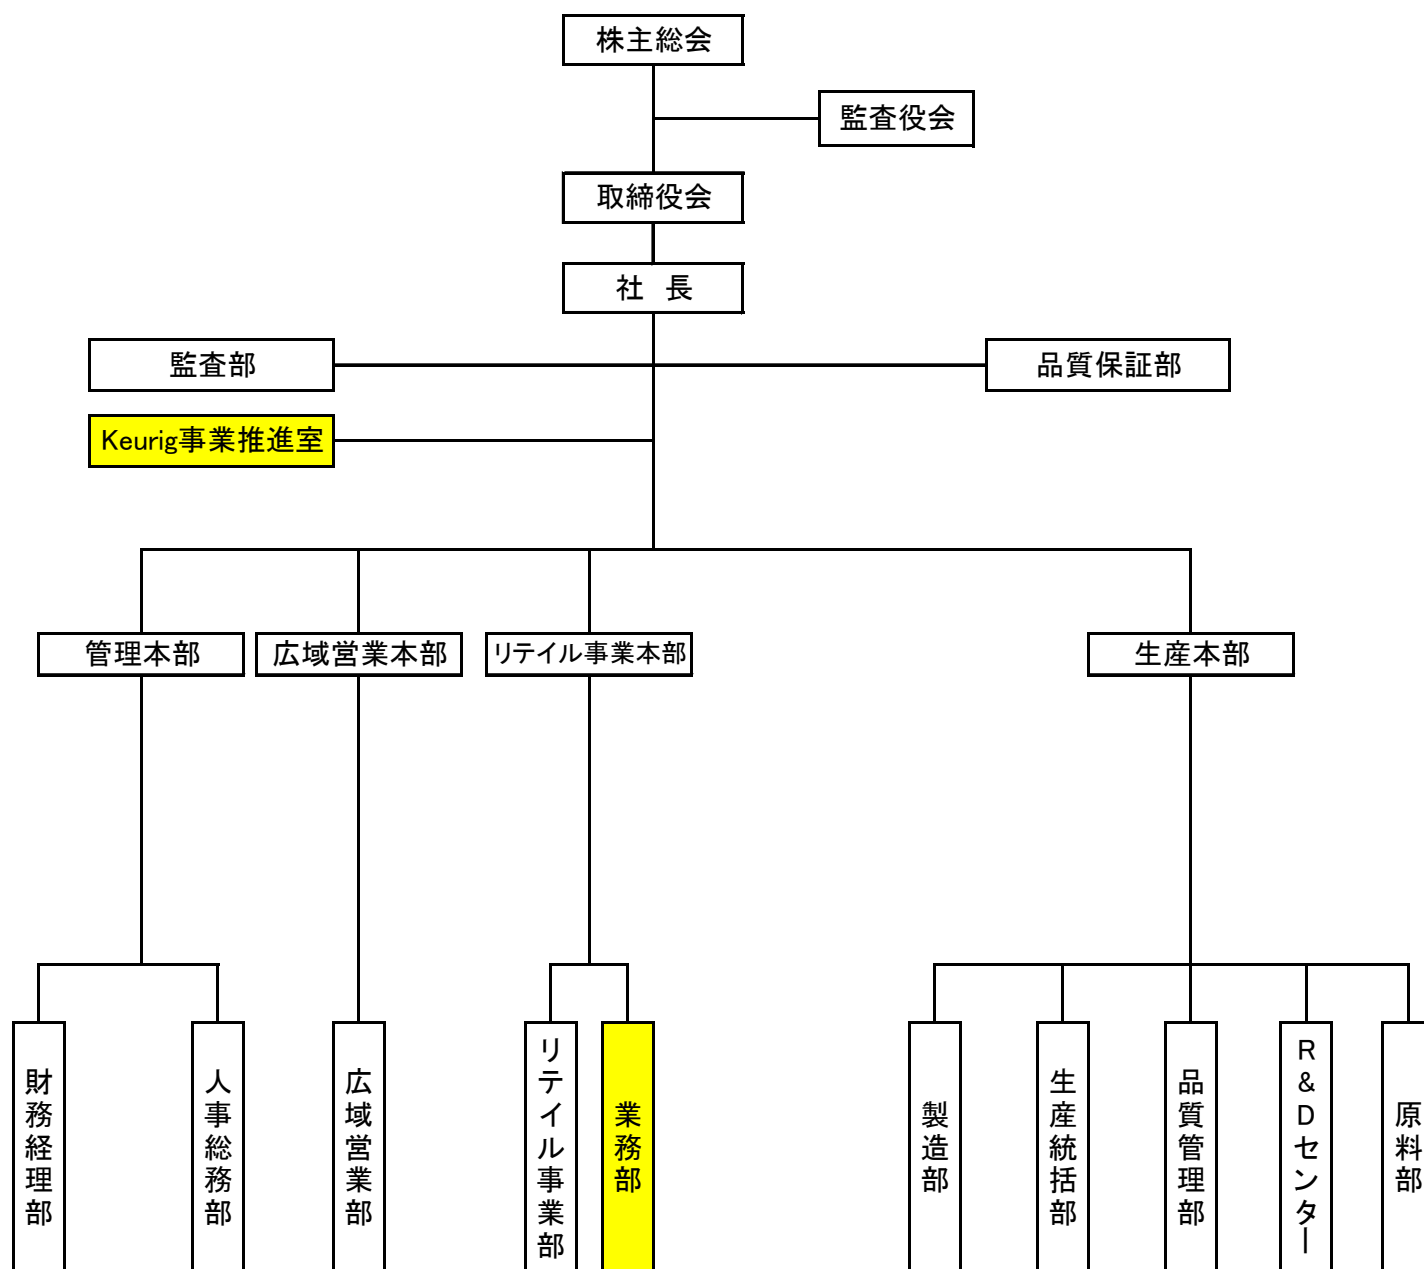 株主総会
監査役会
取締役会
社 長
監査部
品質保証部
Keurig事業推進室
管理本部
広域営業本部
リテイル事業本部
生産本部
財務経理部
人事総務部
広域営業部
リテイル事業部
業務部
製造部
生産統括部
品質管理部
R&Dセンター
原料部